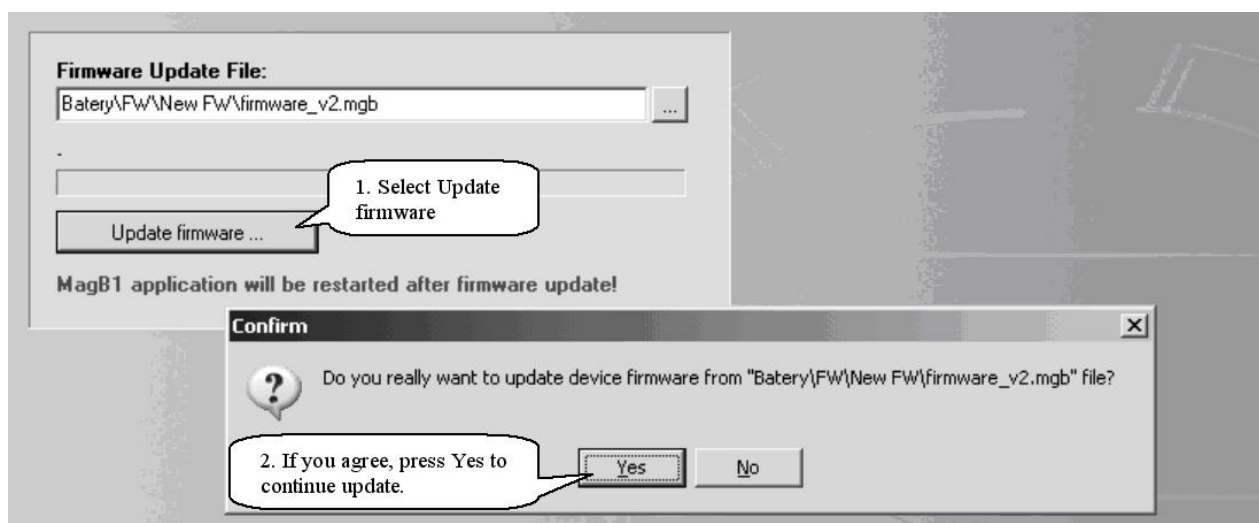 Firmware Update File:
Batery\FW\New FW\firmware_v2.mgb
...
-
1. Select Update
firmware
Update firmware ...
MagB1 application will be restarted after firmware update!
Confirm
Do you really want to update device firmware from "Batery\FW\New FW\firmware_v2.mgb" file?
2. If you agree, press Yes to
continue update.
Yes
No